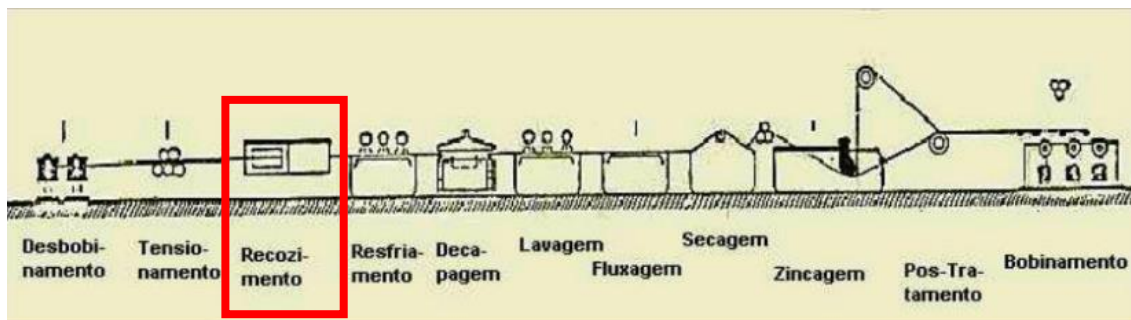 Desbobi-
namento
Tensio-
namento
Recozi-
mento
Resfria-
mento
Deca-
pagem
Lavagem
Fluxagem
Secagem
Zincagem
Pos-Tra-
tamento
Bobinamento